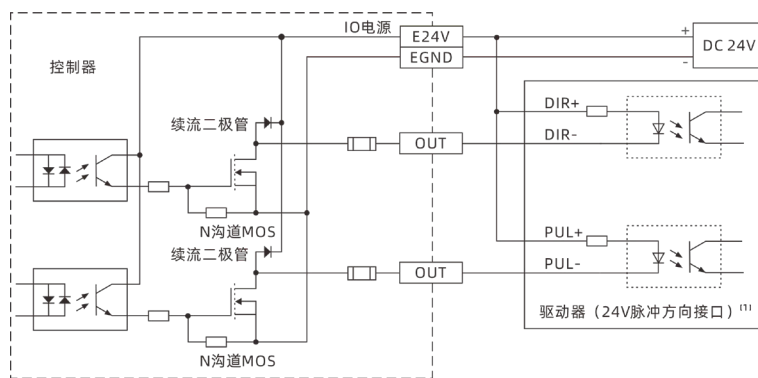 IO电源
E24V
EGND
+
-
DC 24V
控制器
续流二极管
OUT
DIR+
DIR-
N沟道MOS
续流二极管
OUT
PUL+
PUL-
N沟道MOS
驱动器（24V脉冲方向接口）[1]